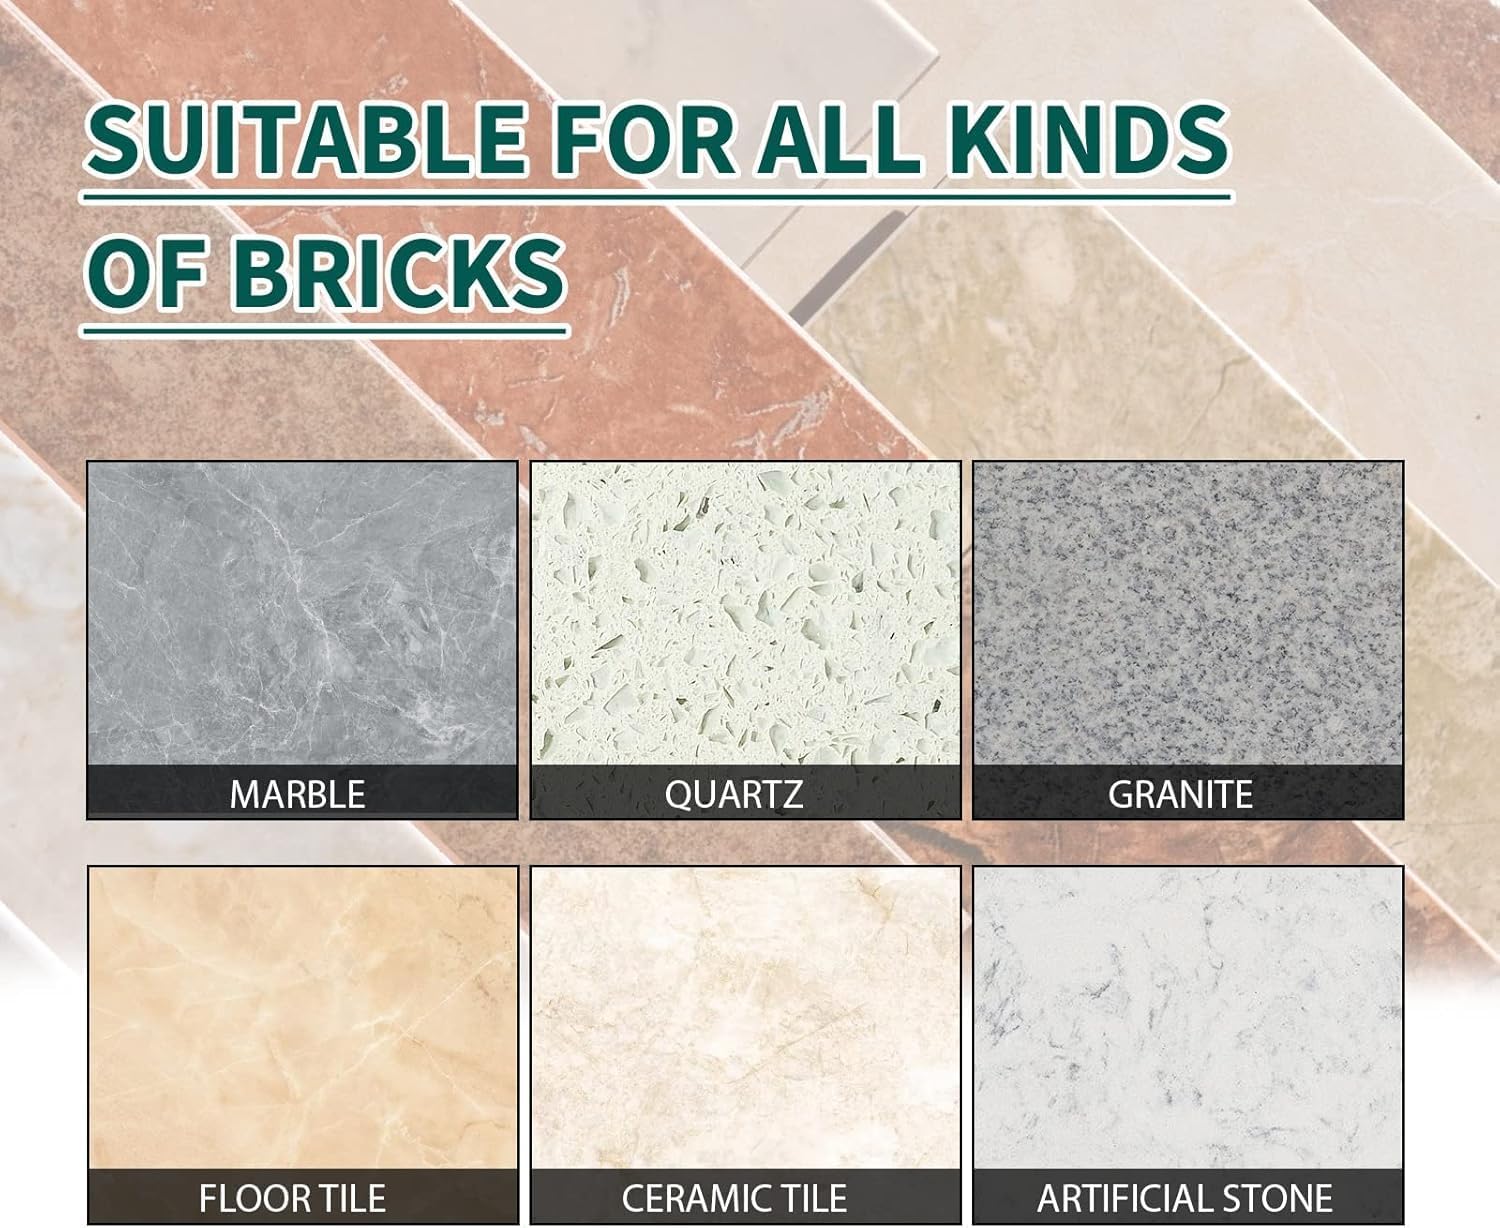 SUITABLE FOR ALL KINDS
OF BRICKS
MARBLE
QUARTZ
GRANITE
FLOOR TILE
CERAMIC TILE
ARTIFICIAL STONE